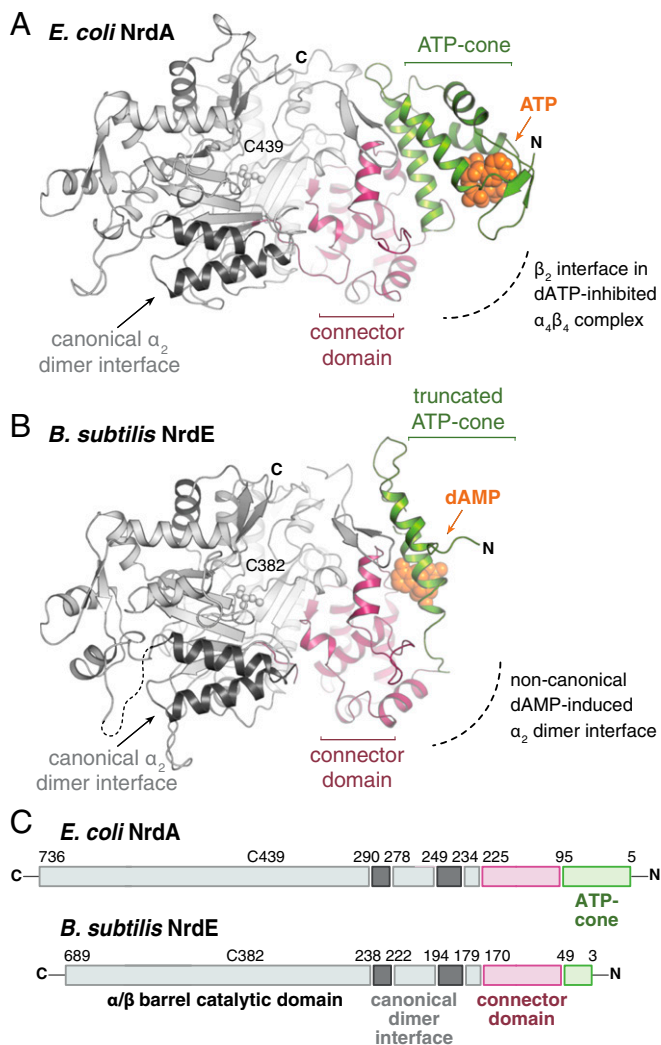 A
E. coli NrdA
ATP-cone
C
ATP
N
C439
β2 interface in
dATP-inhibited
α4β4 complex
canonical α2
dimer interface
connector
domain
B
B. subtilis NrdE
truncated
ATP-cone
C
dAMP
N
C382
non-canonical
dAMP-induced
α2 dimer interface
canonical α2
dimer interface
connector
domain
C
E. coli NrdA
736 C439 290 278 249 234 225 95 5
C N
ATP-
cone
B. subtilis NrdE
689 C382 238 222 194 179 170 49 3
C N
α/β barrel catalytic domain
canonical
dimer
interface
connector
domain